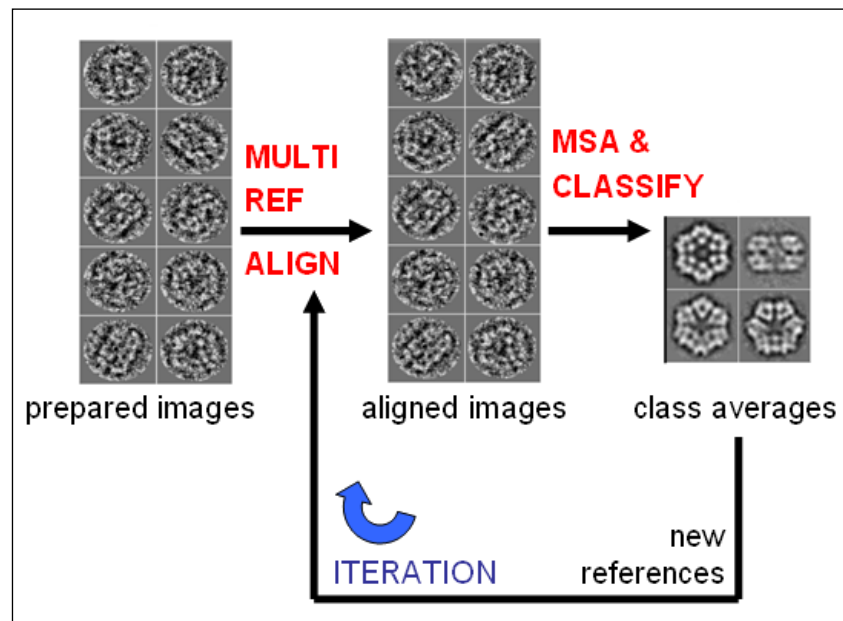 MULTI
REF
ALIGN
MSA &
CLASSIFY
prepared images
aligned images
class averages
new
references
ITERATION